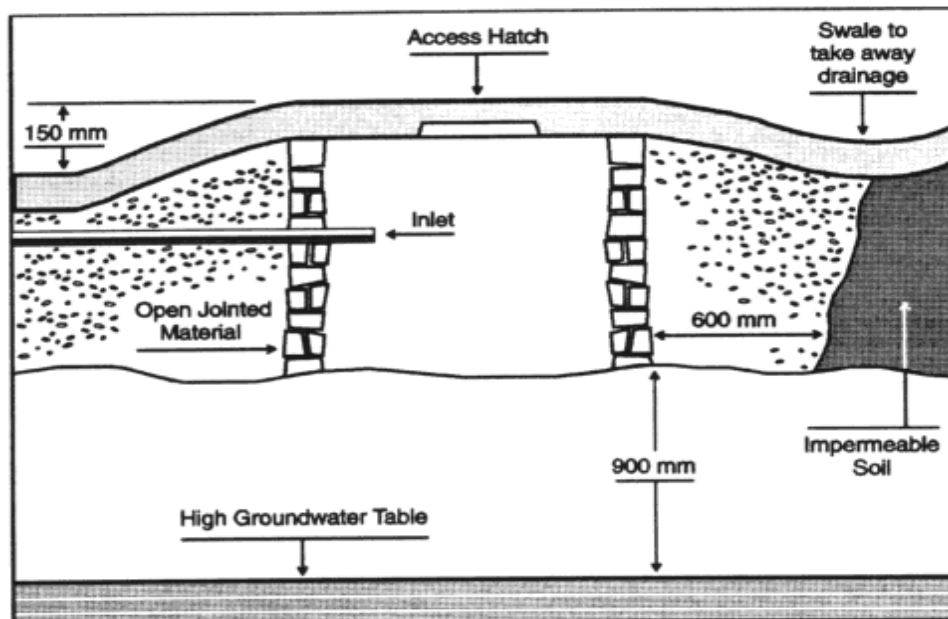 Access Hatch
Swale to
take away
drainage
150 mm
Inlet
Open Jointed
Material
600 mm
Impermeable
Soil
900 mm
High Groundwater Table